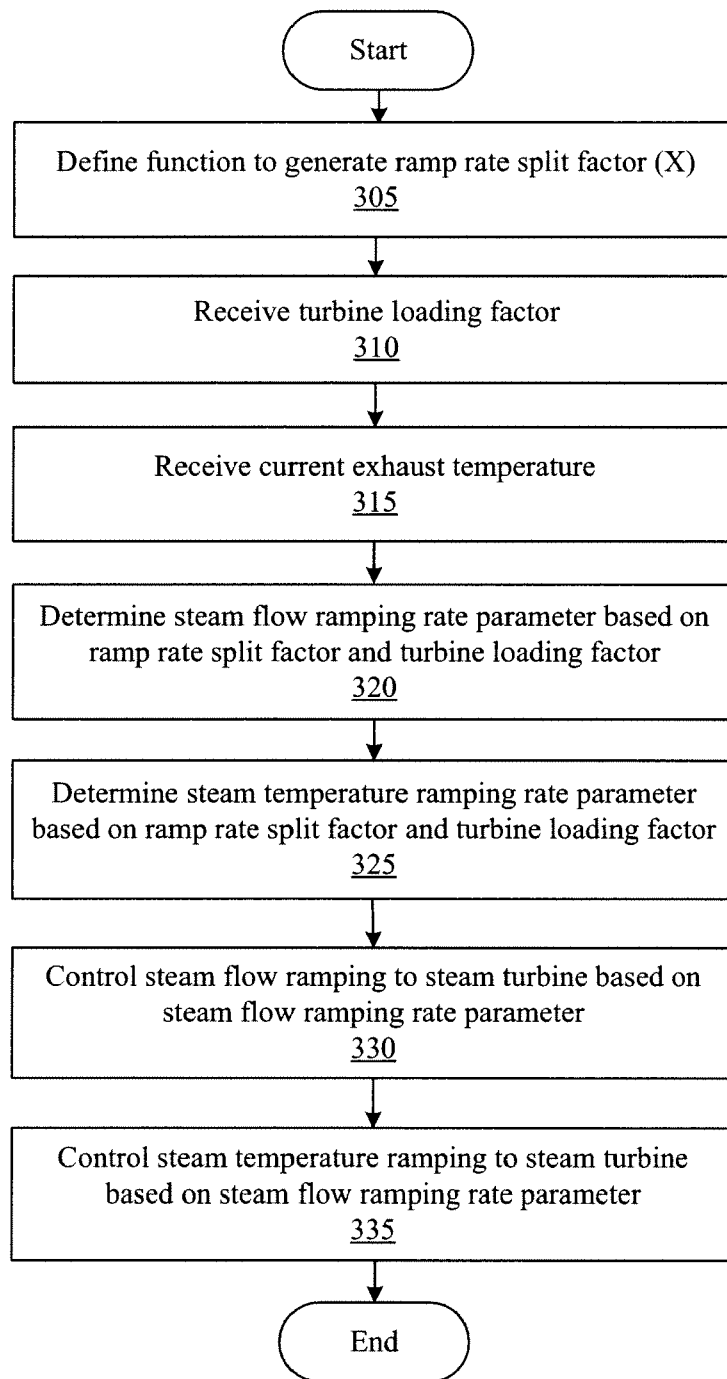 Start
Define function to generate ramp rate split factor (X)
305
Receive turbine loading factor
310
Receive current exhaust temperature
315
Determine steam flow ramping rate parameter based on
ramp rate split factor and turbine loading factor
320
Determine steam temperature ramping rate parameter
based on ramp rate split factor and turbine loading factor
325
Control steam flow ramping to steam turbine based on
steam flow ramping rate parameter
330
Control steam temperature ramping to steam turbine
based on steam flow ramping rate parameter
335
End